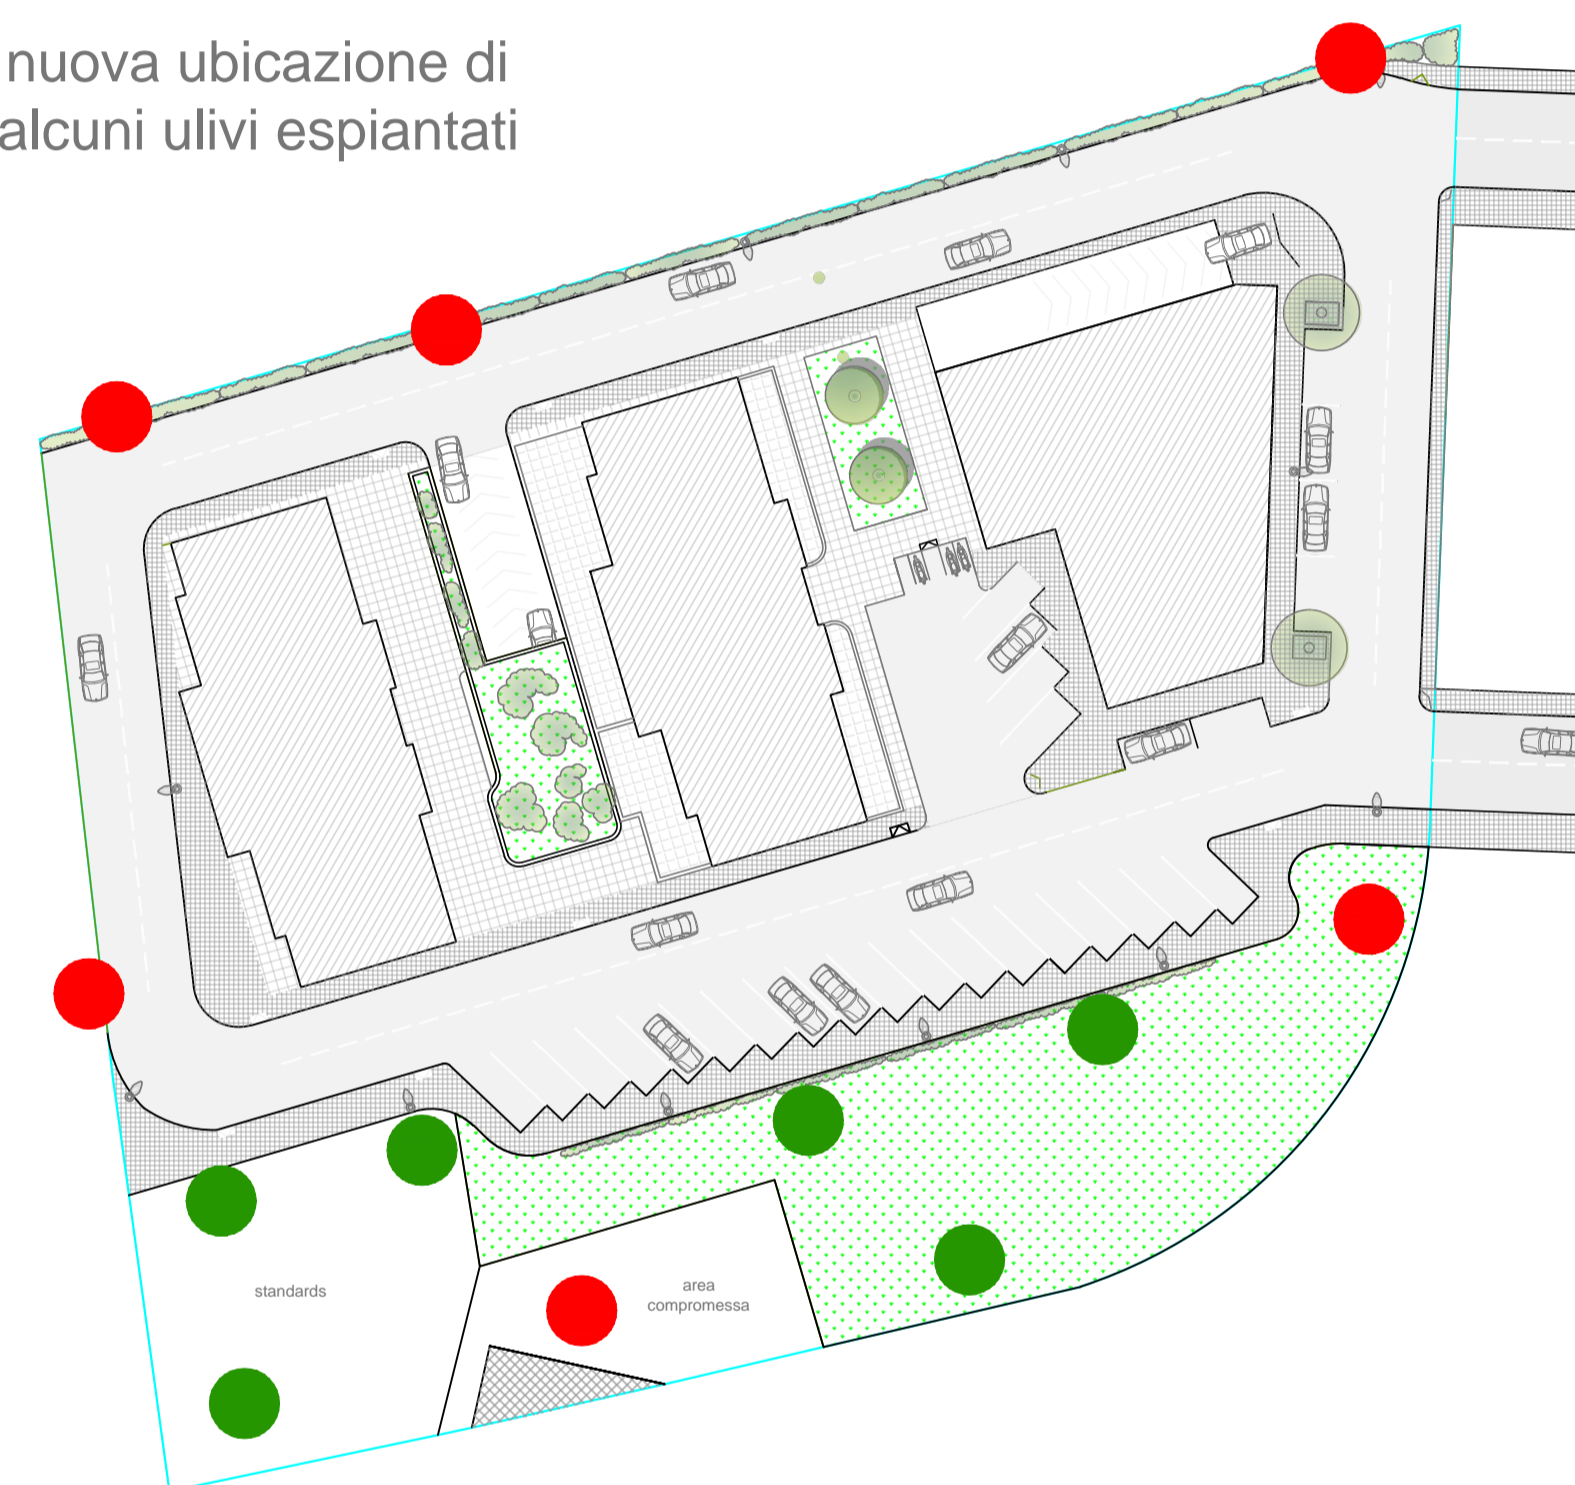 nuova ubicazione di
alcuni ulivi espiantati
standards
area
compromessa